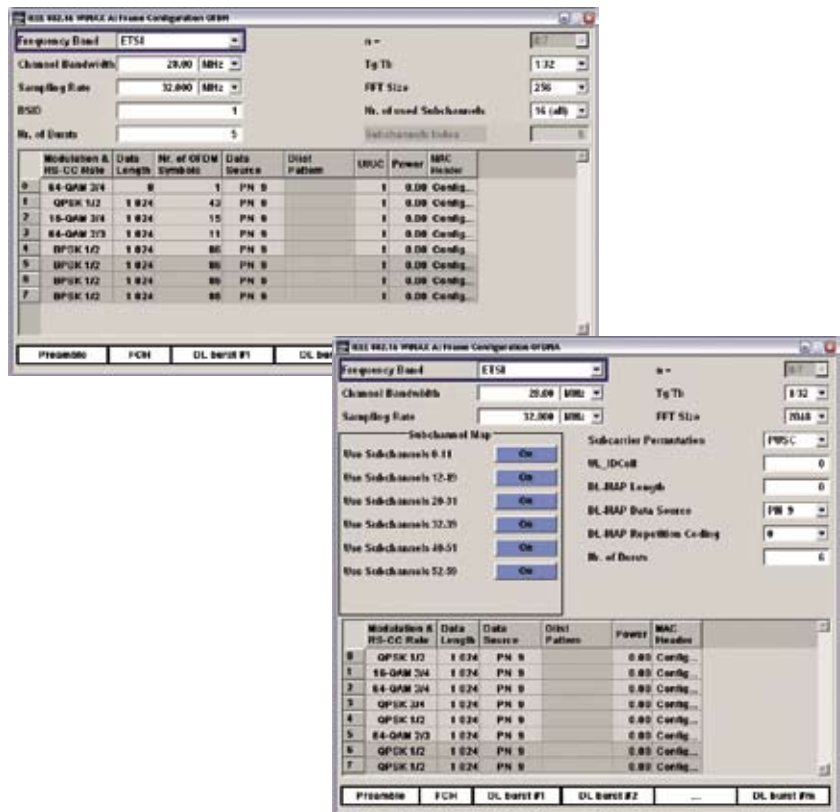 IEEE 802.16 WIMAX A: Frame Configuration OFDM
Frequency Band ETSI n = 8/7
Channel Bandwidth 28.00 MHz Tg/Tb 1/32
Sampling Rate 32.000 MHz FFT Size 256
BSID 1 Nr. of used Subchannels 16 (all)
Nr. of Bursts 5 Subchannels Index
Modulation & RS-CC Rate Data Length Nr. of OFDM Symbols Data Source DList Pattern UIUC Power MAC Header
0 64-QAM 3/4 0 1 PN 9 1 0.00 Config...
1 QPSK 1/2 1 024 43 PN 9 1 0.00 Config...
2 16-QAM 3/4 1 024 15 PN 9 1 0.00 Config...
3 64-QAM 2/3 1 024 11 PN 9 1 0.00 Config...
4 BPSK 1/2 1 024 86 PN 9 1 0.00 Config...
5 BPSK 1/2 1 024 86 PN 9 1 0.00 Config...
6 BPSK 1/2 1 024 86 PN 9 1 0.00 Config...
7 BPSK 1/2 1 024 86 PN 9 1 0.00 Config...
Preamble FCH DL burst #1 DL bur
IEEE 802.16 WIMAX A: Frame Configuration OFDMA
Frequency Band ETSI n = 8/7
Channel Bandwidth 28.00 MHz Tg/Tb 1/32
Sampling Rate 32.000 MHz FFT Size 2048
Subchannel Map Subcarrier Permutation PUSC
Use Subchannels 0-11 On
UL_IDCell 0
Use Subchannels 12-19 On
DL-MAP Length 0
Use Subchannels 20-31 On
DL-MAP Data Source PN 9
Use Subchannels 32-39 On
DL-MAP Repetition Coding 0
Use Subchannels 40-51 On
Nr. of Bursts 6
Use Subchannels 52-59 On
Modulation & RS-CC Rate Data Length Data Source DList Pattern Power MAC Header
0 QPSK 1/2 1 024 PN 9 0.00 Config...
1 16-QAM 3/4 1 024 PN 9 0.00 Config...
2 64-QAM 3/4 1 024 PN 9 0.00 Config...
3 QPSK 3/4 1 024 PN 9 0.00 Config...
4 QPSK 1/2 1 024 PN 9 0.00 Config...
5 64-QAM 2/3 1 024 PN 9 0.00 Config...
6 QPSK 1/2 1 024 PN 9 0.00 Config...
7 QPSK 1/2 1 024 PN 9 0.00 Config...
Preamble FCH DL burst #1 DL burst #2 ... DL burst #m